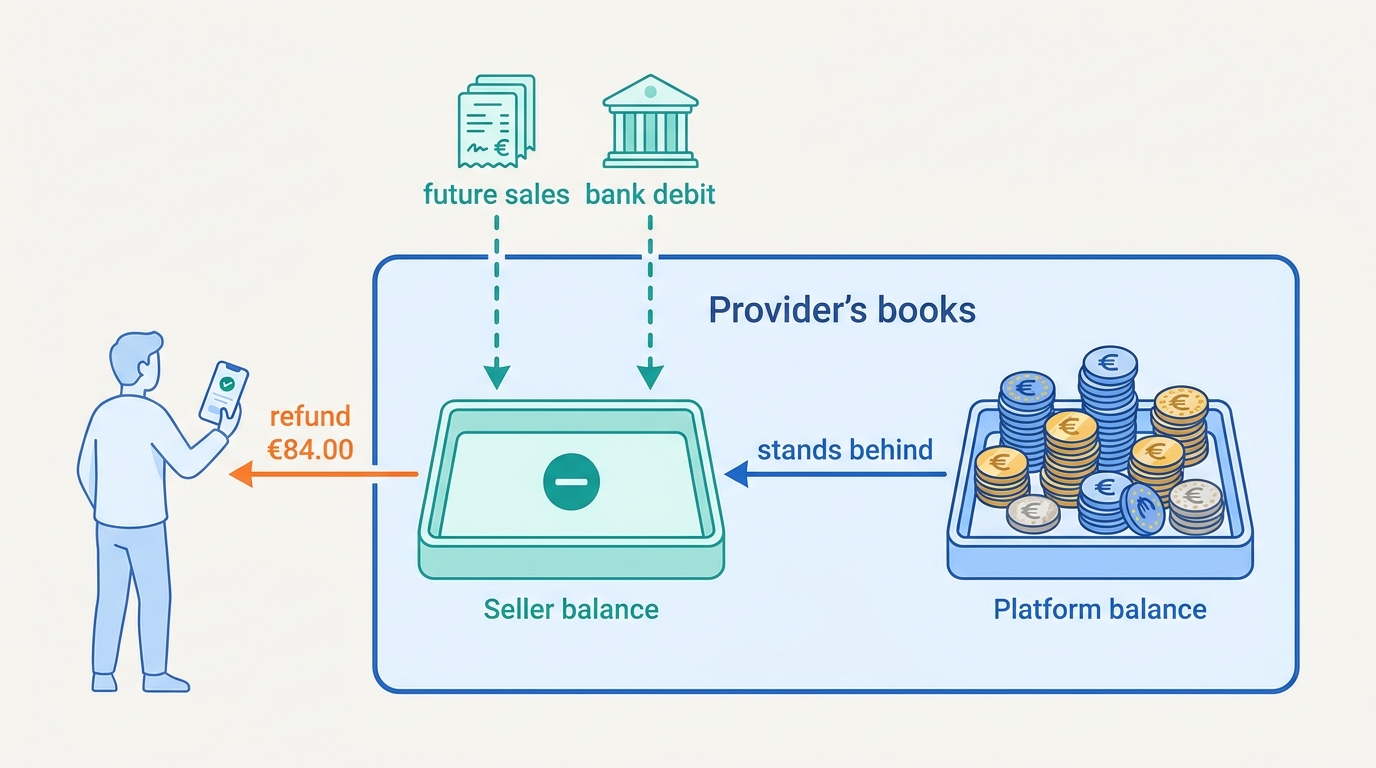 future sales
bank debit
Provider’s books
refund
€84.00
stands behind
Seller balance
Platform balance